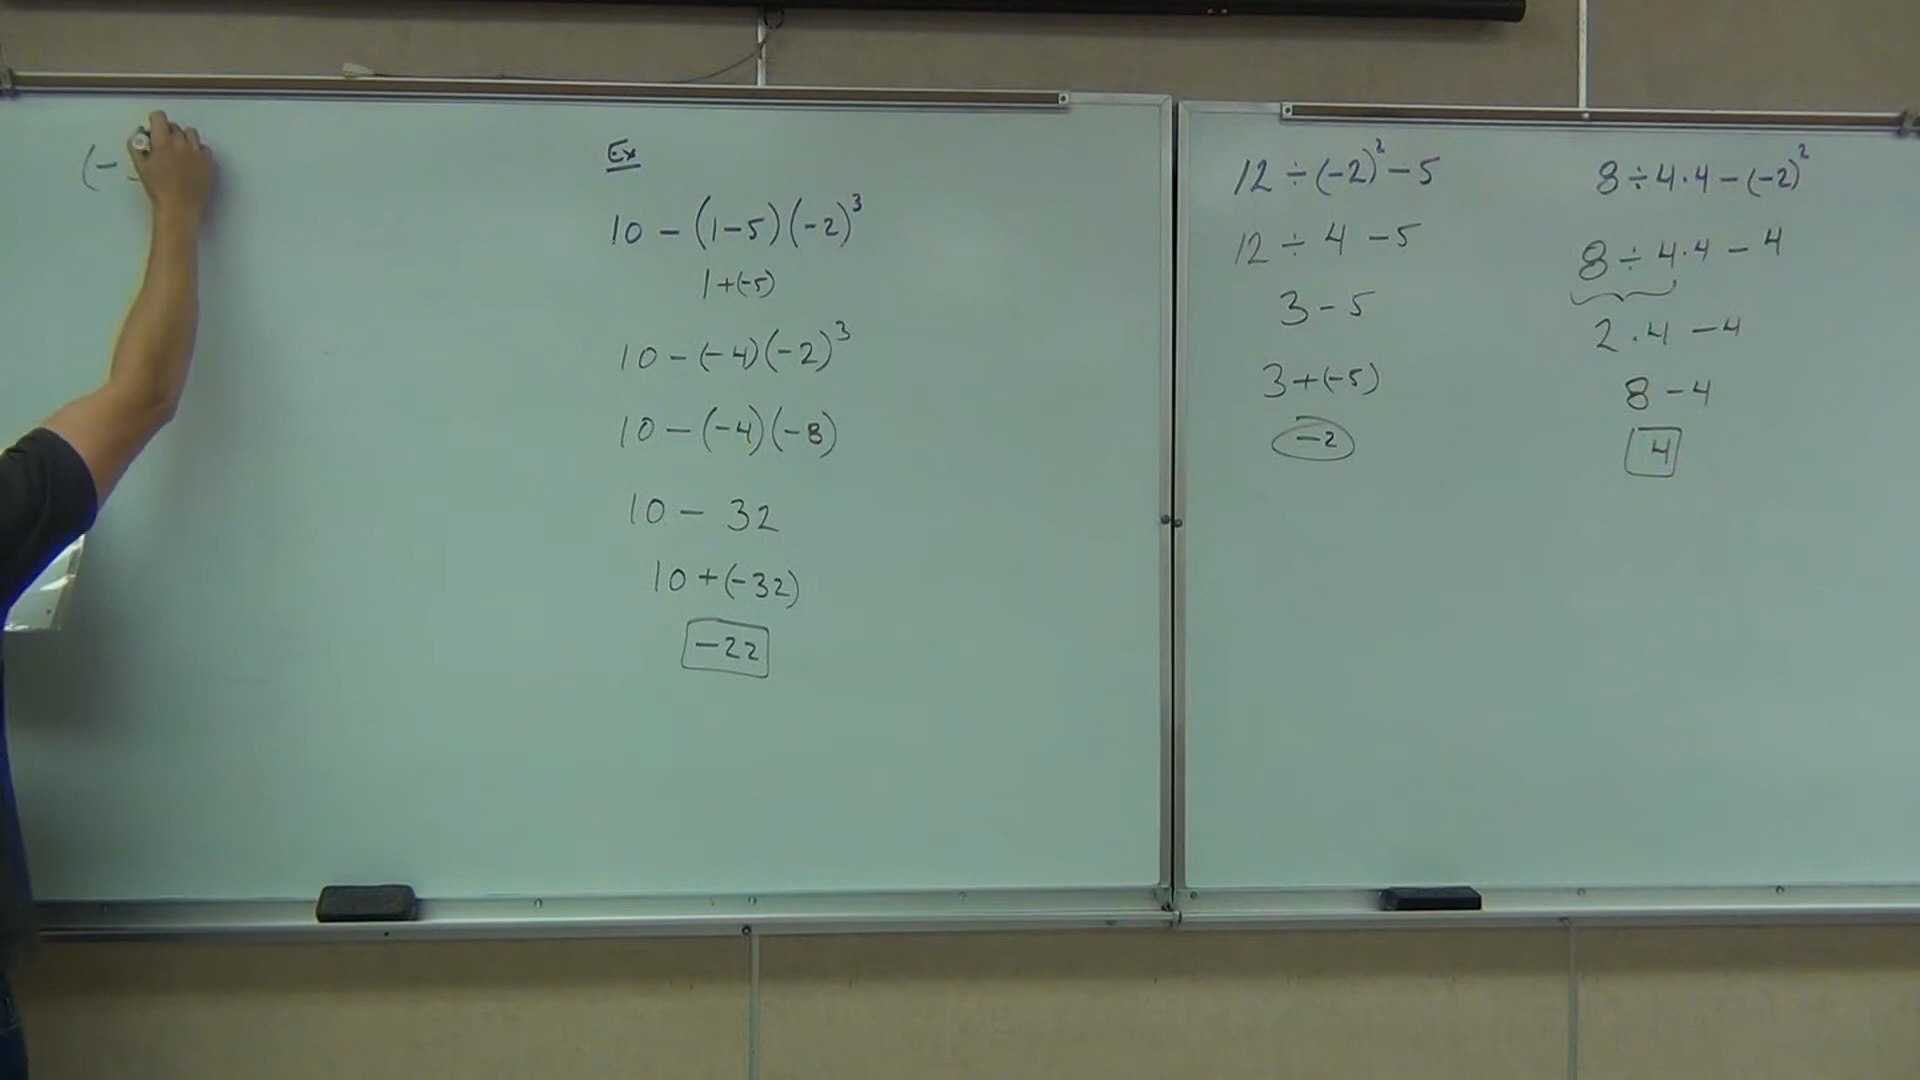 (-
Ex
10 - (1-5)(-2)³
1+(-5)
10 - (-4)(-2)³
10 - (-4)(-8)
10 - 32
10 + (-32)
-22
12 ÷ (-2)² - 5
12 ÷ 4 - 5
3 - 5
3 + (-5)
-2
8 ÷ 4 · 4 - (-2)²
8 ÷ 4 · 4 - 4
2 · 4 - 4
8 - 4
4